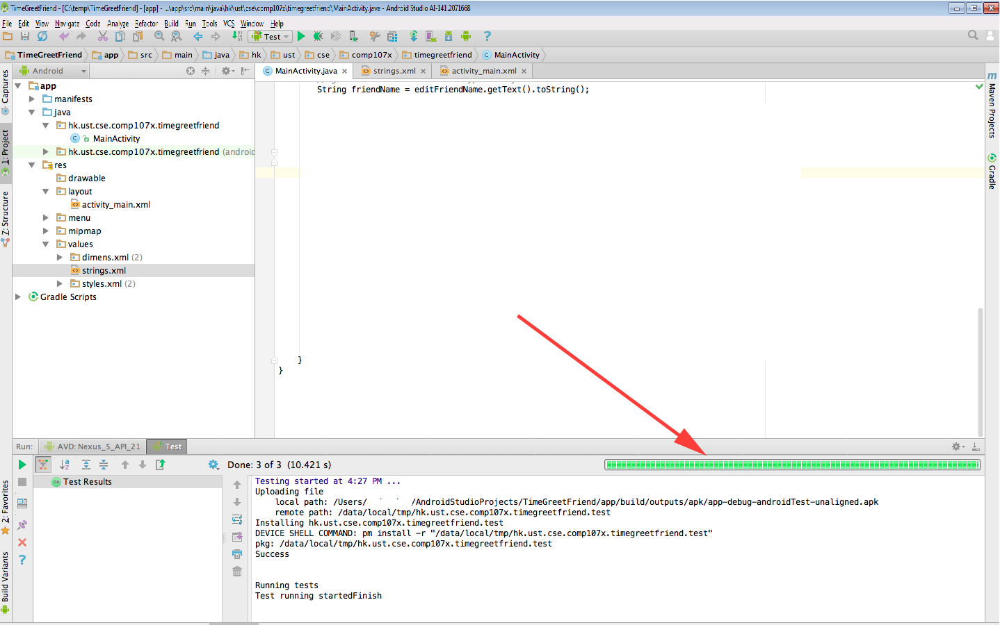 TimeGreetFriend - [C:\temp\TimeGreetFriend] - [app] - ...\app\src\main\java\hk\ust\cse\comp107x\timegreetfriend\MainActivity.java - Android Studio AI-141.2071668
File Edit View Navigate Code Analyze Refactor Build Run Tools VCS Window Help
Test
TimeGreetFriend app src main java hk ust cse comp107x timegreetfriend MainActivity
Android
MainActivity.java strings.xml activity_main.xml
String friendName = editFriendName.getText().toString();
}
}
app
manifests
java
hk.ust.cse.comp107x.timegreetfriend
MainActivity
hk.ust.cse.comp107x.timegreetfriend (android
res
drawable
layout
activity_main.xml
menu
mipmap
values
dimens.xml (2)
strings.xml
styles.xml (2)
Gradle Scripts
Captures
1: Project
Z: Structure
2: Favorites
Build Variants
Maven Projects
Gradle
Run: AVD: Nexus_5_API_21 Test
Done: 3 of 3 (10.421 s)
OK Test Results
Testing started at 4:27 PM ...
Uploading file
local path: /Users/ /AndroidStudioProjects/TimeGreetFriend/app/build/outputs/apk/app-debug-androidTest-unaligned.apk
remote path: /data/local/tmp/hk.ust.cse.comp107x.timegreetfriend.test
Installing hk.ust.cse.comp107x.timegreetfriend.test
DEVICE SHELL COMMAND: pm install -r "/data/local/tmp/hk.ust.cse.comp107x.timegreetfriend.test"
pkg: /data/local/tmp/hk.ust.cse.comp107x.timegreetfriend.test
Success
Running tests
Test running startedFinish